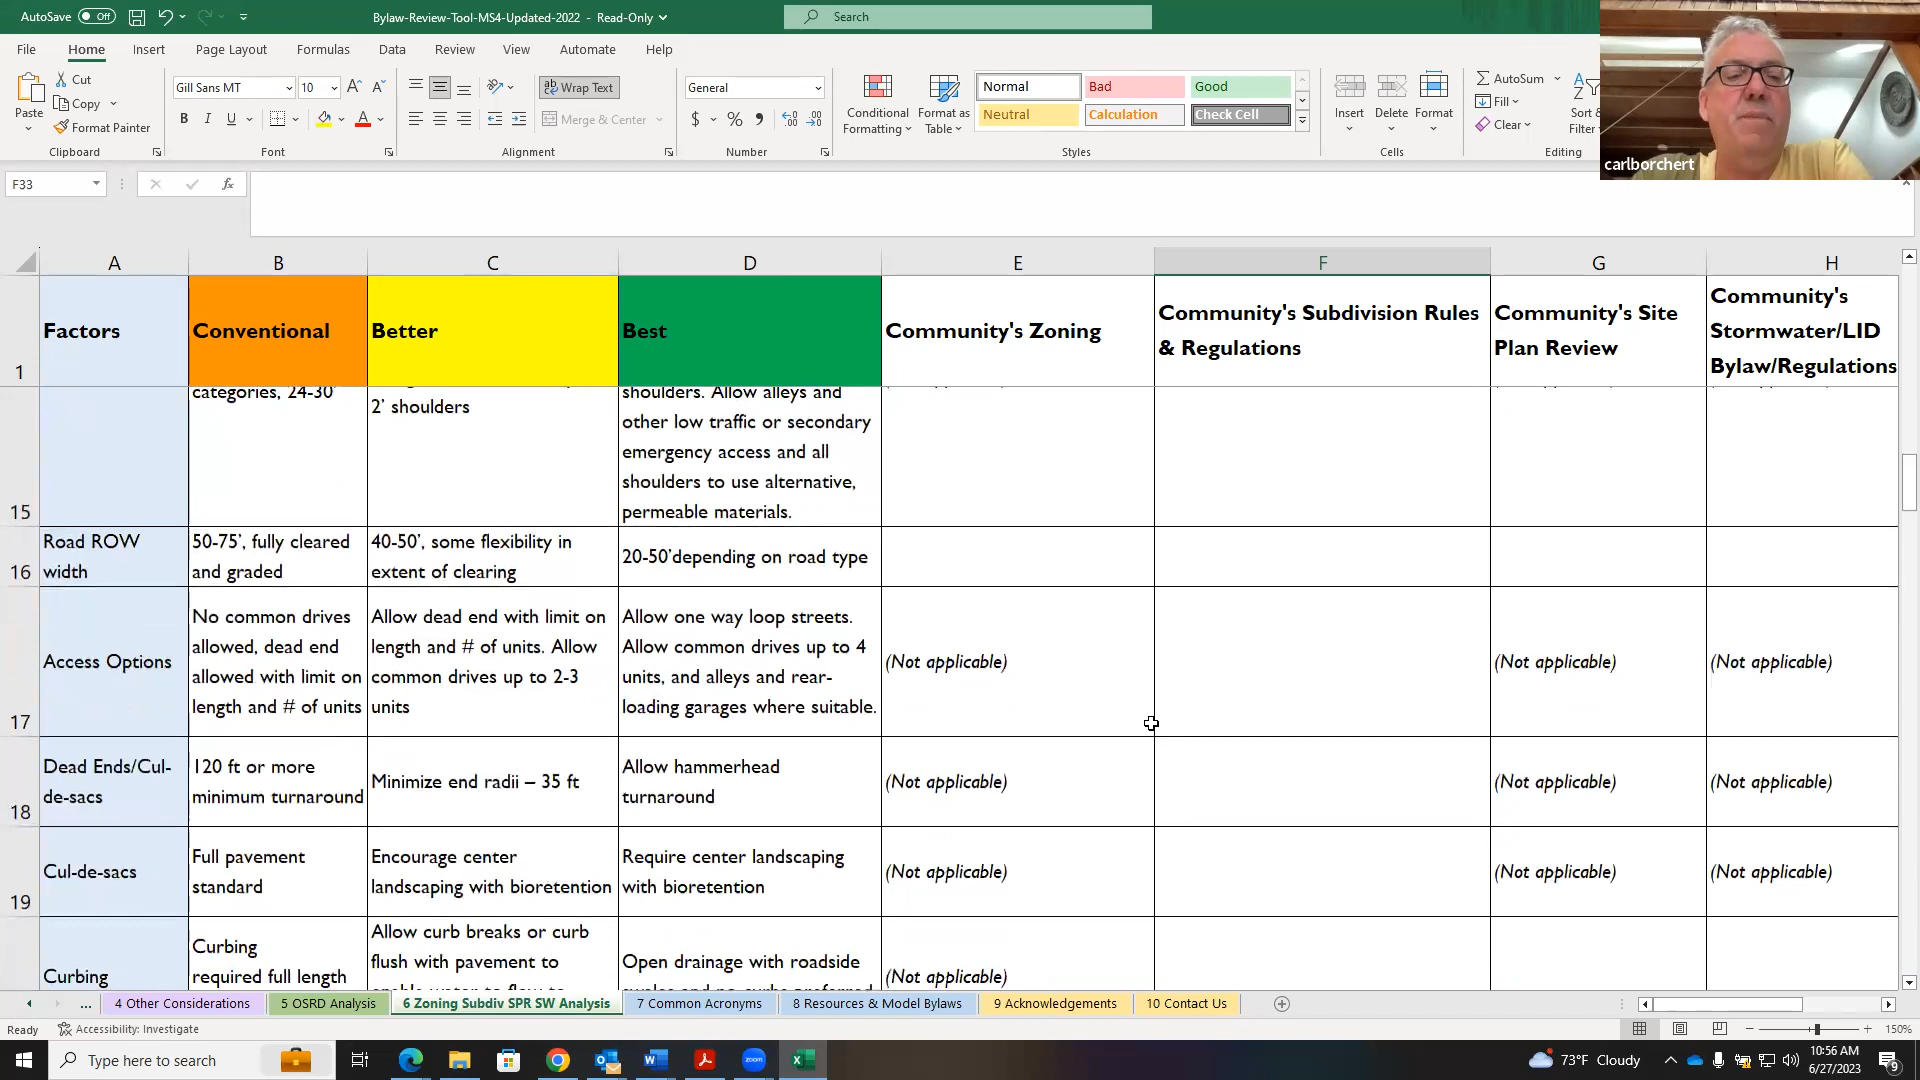 AutoSave Off
Bylaw-Review-Tool-MS4-Updated-2022 - Read-Only
Search
File Home Insert Page Layout Formulas Data Review View Automate Help
Paste
Cut
Copy
Format Painter
Clipboard
Gill Sans MT 10
B I U
Font
Wrap Text
Merge & Center
Alignment
General
$ % ,
Number
Conditional Formatting
Format as Table
Normal Bad Good
Neutral Calculation Check Cell
Styles
Insert Delete Format
Cells
AutoSum
Fill
Clear
Sort &
Filter
Editing
carlborchert
F33
fx
A B C D E F G H
1
Factors
Conventional
Better
Best
Community's Zoning
Community's Subdivision Rules
& Regulations
Community's Site
Plan Review
Community's
Stormwater/LID
Bylaw/Regulations
15
categories, 24-30'
2' shoulders
shoulders. Allow alleys and
other low traffic or secondary
emergency access and all
shoulders to use alternative,
permeable materials.
16
Road ROW
width
50-75', fully cleared
and graded
40-50', some flexibility in
extent of clearing
20-50'depending on road type
17
Access Options
No common drives
allowed, dead end
allowed with limit on
length and # of units
Allow dead end with limit on
length and # of units. Allow
common drives up to 2-3
units
Allow one way loop streets.
Allow common drives up to 4
units, and alleys and rear-
loading garages where suitable.
(Not applicable)
(Not applicable)
(Not applicable)
18
Dead Ends/Cul-
de-sacs
120 ft or more
minimum turnaround
Minimize end radii – 35 ft
Allow hammerhead
turnaround
(Not applicable)
(Not applicable)
(Not applicable)
19
Cul-de-sacs
Full pavement
standard
Encourage center
landscaping with bioretention
Require center landscaping
with bioretention
(Not applicable)
(Not applicable)
(Not applicable)
Curbing
Curbing
required full length
Allow curb breaks or curb
flush with pavement to
Open drainage with roadside
(Not applicable)
... 4 Other Considerations 5 OSRD Analysis 6 Zoning Subdiv SPR SW Analysis 7 Common Acronyms 8 Resources & Model Bylaws 9 Acknowledgements 10 Contact Us
Ready Accessibility: Investigate
150%
Type here to search
73°F Cloudy
10:56 AM
6/27/2023